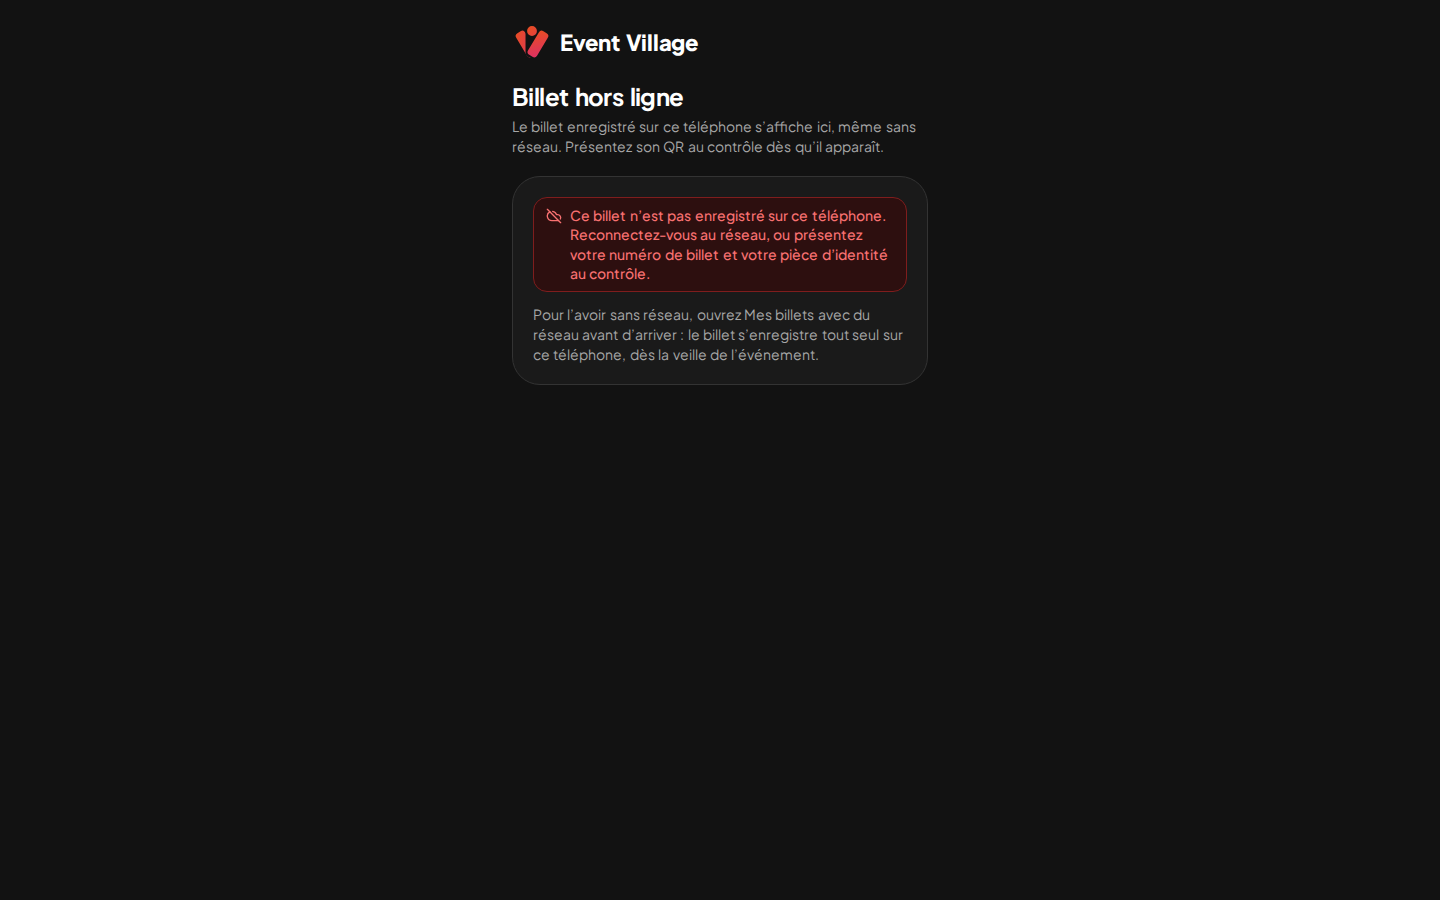 Event Village
Billet hors ligne
Le billet enregistré sur ce téléphone s’affiche ici, même sans
réseau. Présentez son QR au contrôle dès qu’il apparaît.
Ce billet n’est pas enregistré sur ce téléphone.
Reconnectez-vous au réseau, ou présentez
votre numéro de billet et votre pièce d’identité
au contrôle.
Pour l’avoir sans réseau, ouvrez Mes billets avec du
réseau avant d’arriver : le billet s’enregistre tout seul sur
ce téléphone, dès la veille de l’événement.